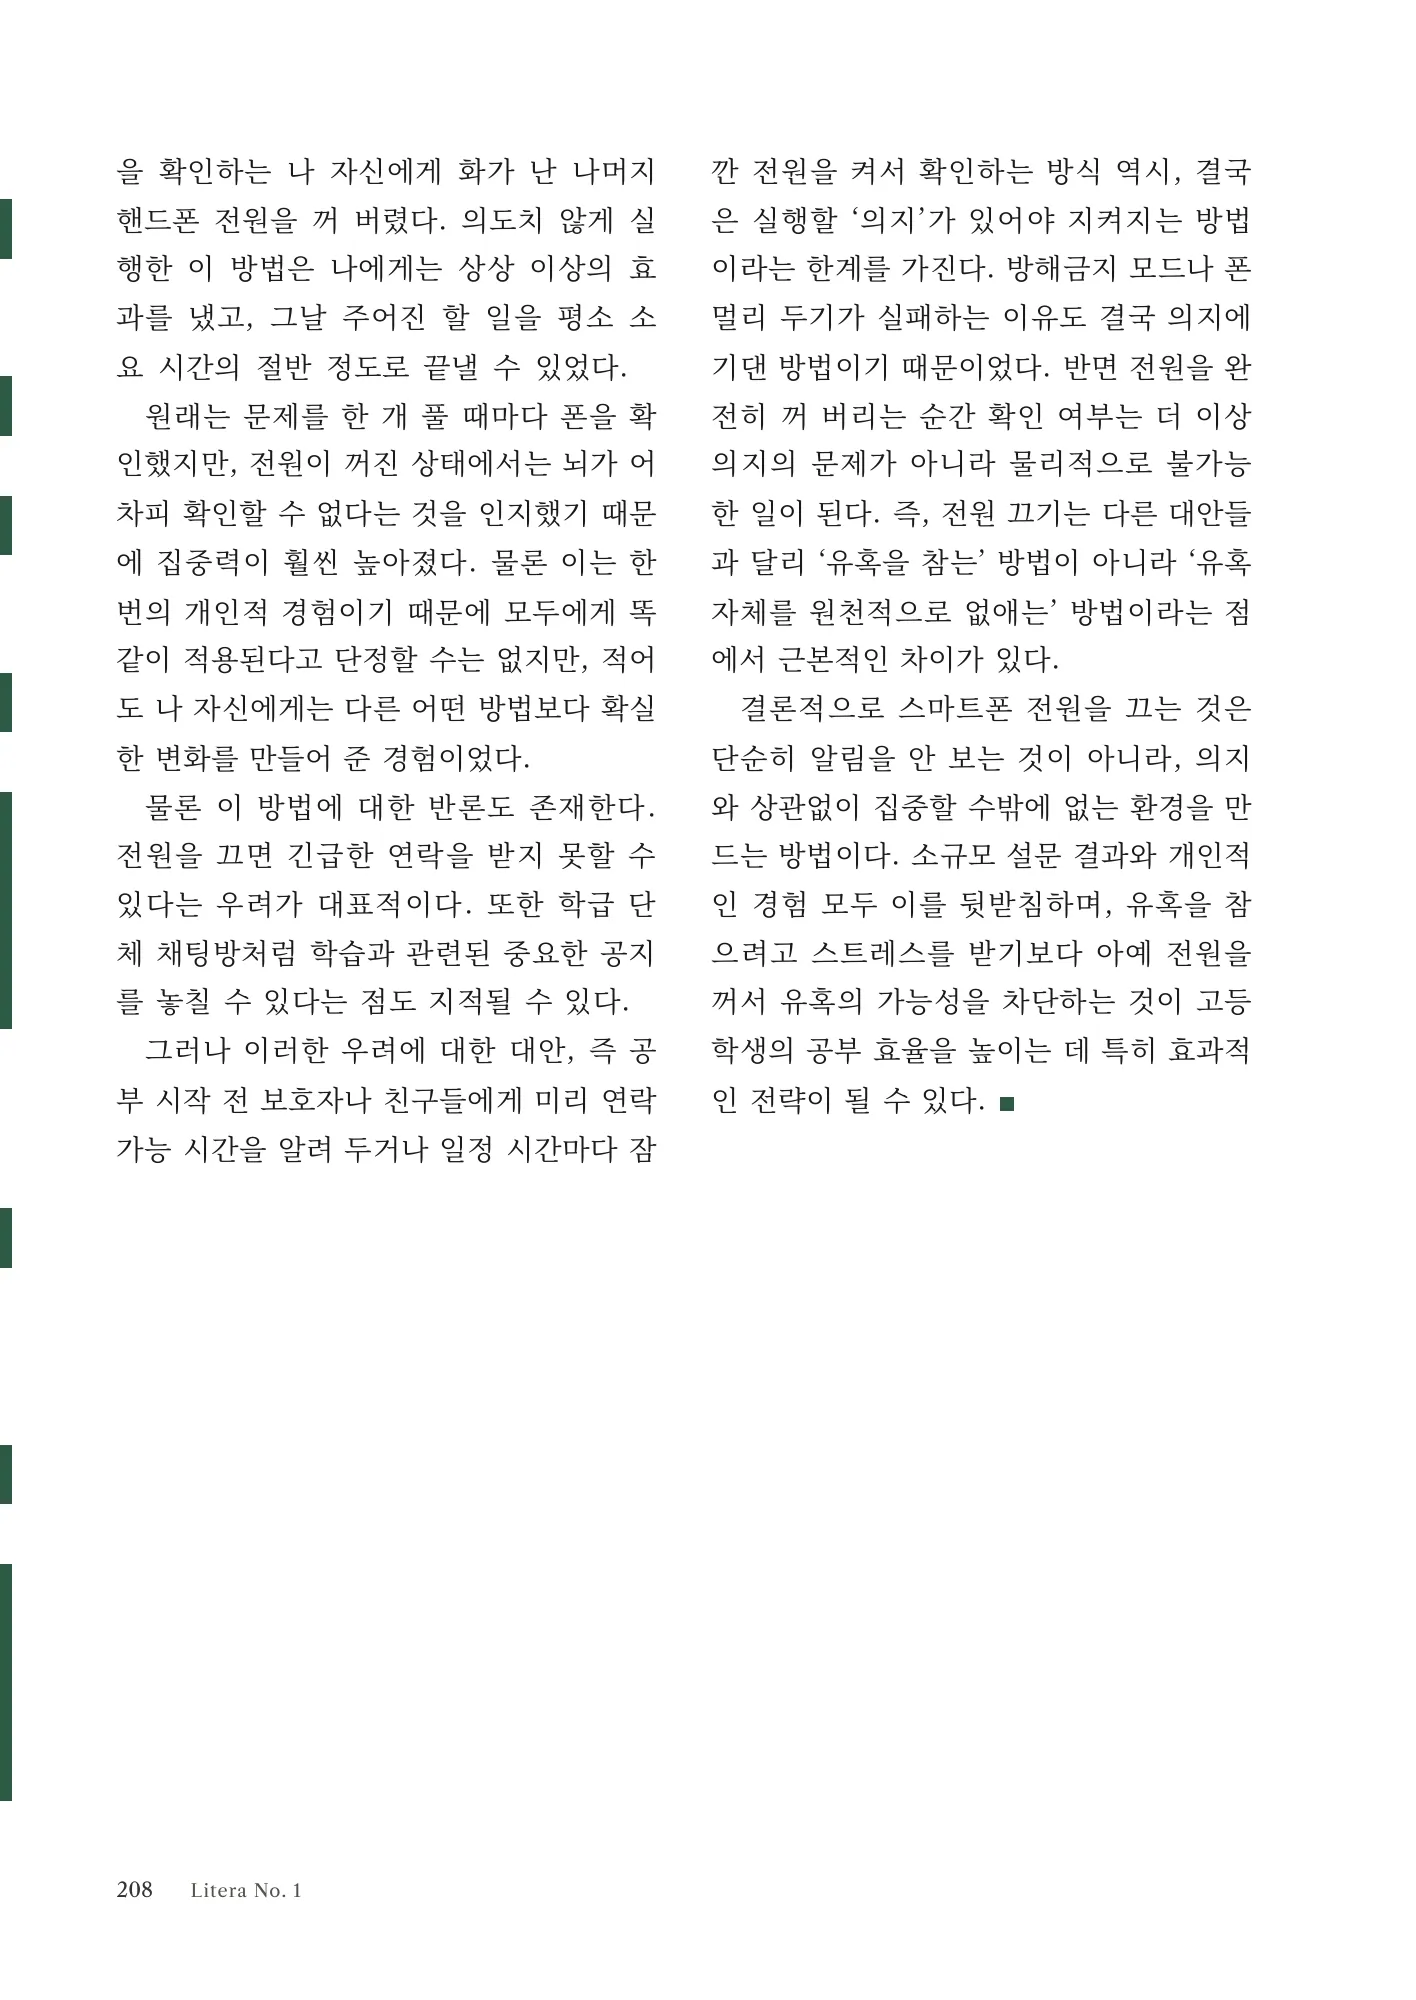 을 확인하는 나 자신에게 화가 난 나머지
핸드폰 전원을 꺼 버렸다. 의도치 않게 실
행한 이 방법은 나에게는 상상 이상의 효
과를 냈고, 그날 주어진 할 일을 평소 소
요 시간의 절반 정도로 끝낼 수 있었다.
원래는 문제를 한 개 풀 때마다 폰을 확
인했지만, 전원이 꺼진 상태에서는 뇌가 어
차피 확인할 수 없다는 것을 인지했기 때문
에 집중력이 훨씬 높아졌다. 물론 이는 한
번의 개인적 경험이기 때문에 모두에게 똑
같이 적용된다고 단정할 수는 없지만, 적어
도 나 자신에게는 다른 어떤 방법보다 확실
한 변화를 만들어 준 경험이었다.
물론 이 방법에 대한 반론도 존재한다.
전원을 끄면 긴급한 연락을 받지 못할 수
있다는 우려가 대표적이다. 또한 학급 단
체 채팅방처럼 학습과 관련된 중요한 공지
를 놓칠 수 있다는 점도 지적될 수 있다.
그러나 이러한 우려에 대한 대안, 즉 공
부 시작 전 보호자나 친구들에게 미리 연락
가능 시간을 알려 두거나 일정 시간마다 잠
깐 전원을 켜서 확인하는 방식 역시, 결국
은 실행할 ‘의지’가 있어야 지켜지는 방법
이라는 한계를 가진다. 방해금지 모드나 폰
멀리 두기가 실패하는 이유도 결국 의지에
기댄 방법이기 때문이었다. 반면 전원을 완
전히 꺼 버리는 순간 확인 여부는 더 이상
의지의 문제가 아니라 물리적으로 불가능
한 일이 된다. 즉, 전원 끄기는 다른 대안들
과 달리 ‘유혹을 참는’ 방법이 아니라 ‘유혹
자체를 원천적으로 없애는’ 방법이라는 점
에서 근본적인 차이가 있다.
결론적으로 스마트폰 전원을 끄는 것은
단순히 알림을 안 보는 것이 아니라, 의지
와 상관없이 집중할 수밖에 없는 환경을 만
드는 방법이다. 소규모 설문 결과와 개인적
인 경험 모두 이를 뒷받침하며, 유혹을 참
으려고 스트레스를 받기보다 아예 전원을
꺼서 유혹의 가능성을 차단하는 것이 고등
학생의 공부 효율을 높이는 데 특히 효과적
인 전략이 될 수 있다. ■
208 Litera No. 1